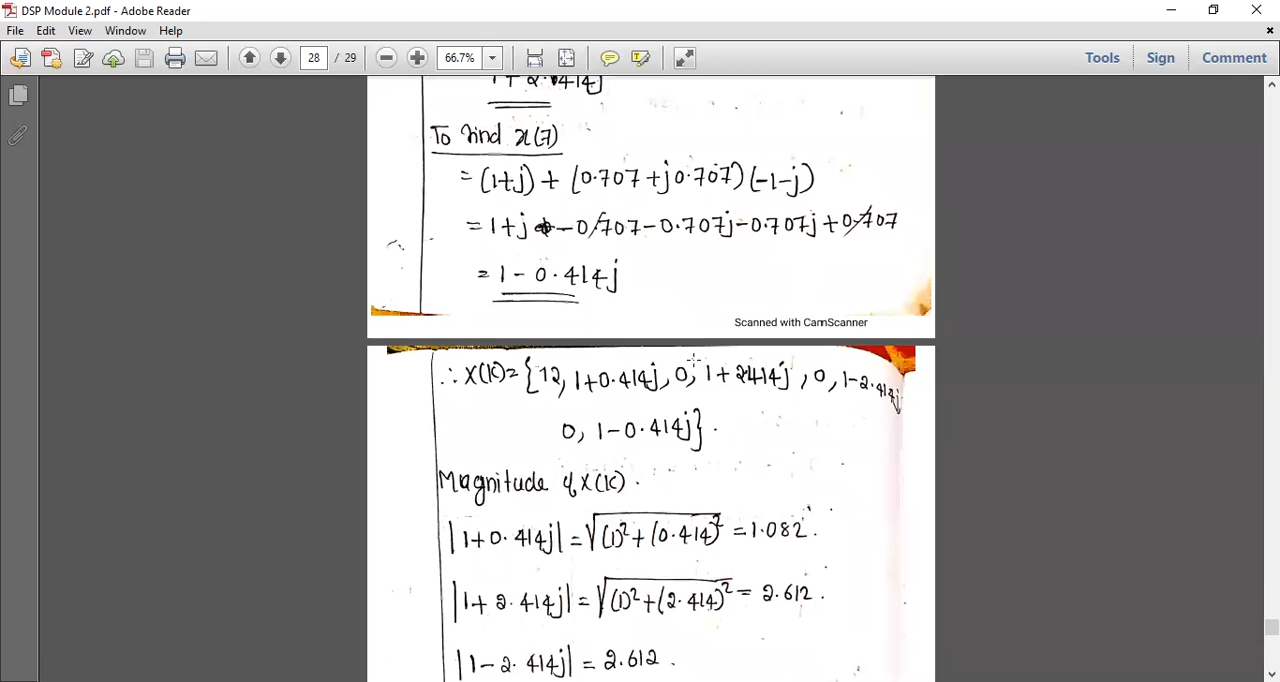 DSP Module 2.pdf - Adobe Reader
File Edit View Window Help
28 / 29 66.7% Tools Sign Comment
1 + 2.414j
To find x(7)
= (1+j) + (0.707 + j0.707) (-1-j)
= 1+j - 0.707 - 0.707j - 0.707j + 0.707
= 1 - 0.414j
Scanned with CamScanner
∴ X(K) = {12, 1+0.414j, 0, 1+2.414j, 0, 1-2.414j,
0, 1-0.414j}.
Magnitude of X(K).
|1+0.414j| = √(1)²+(0.414)² = 1.082.
|1+2.414j| = √(1)²+(2.414)² = 2.612.
|1-2.414j| = 2.612.